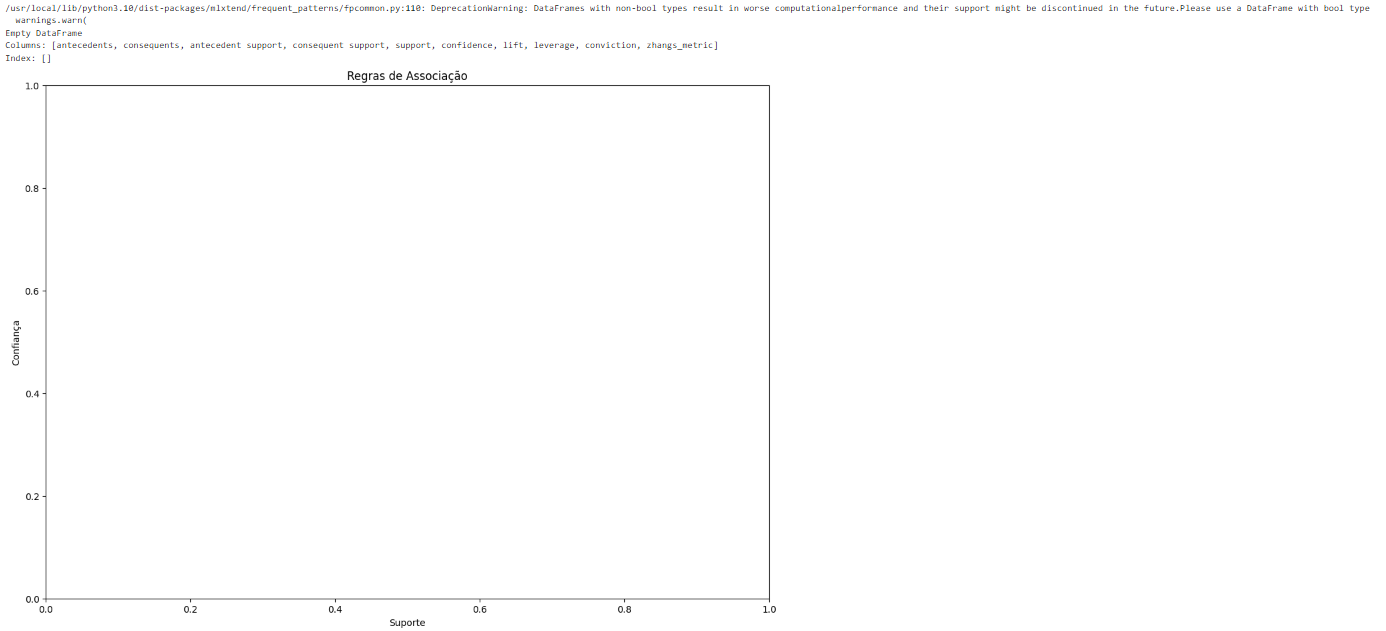 /usr/local/lib/python3.10/dist-packages/mlxtend/frequent_patterns/fpcommon.py:110: DeprecationWarning: DataFrames with non-bool types result in worse computationalperformance and their support might be discontinued in the future.Please use a DataFrame with bool type
warnings.warn(
Empty DataFrame
Columns: [antecedents, consequents, antecedent support, consequent support, support, confidence, lift, leverage, conviction, zhangs_metric]
Index: []
Regras de Associação
1.0
0.8
0.6
Confiança
0.4
0.2
0.0
0.0 0.2 0.4 0.6 0.8 1.0
Suporte